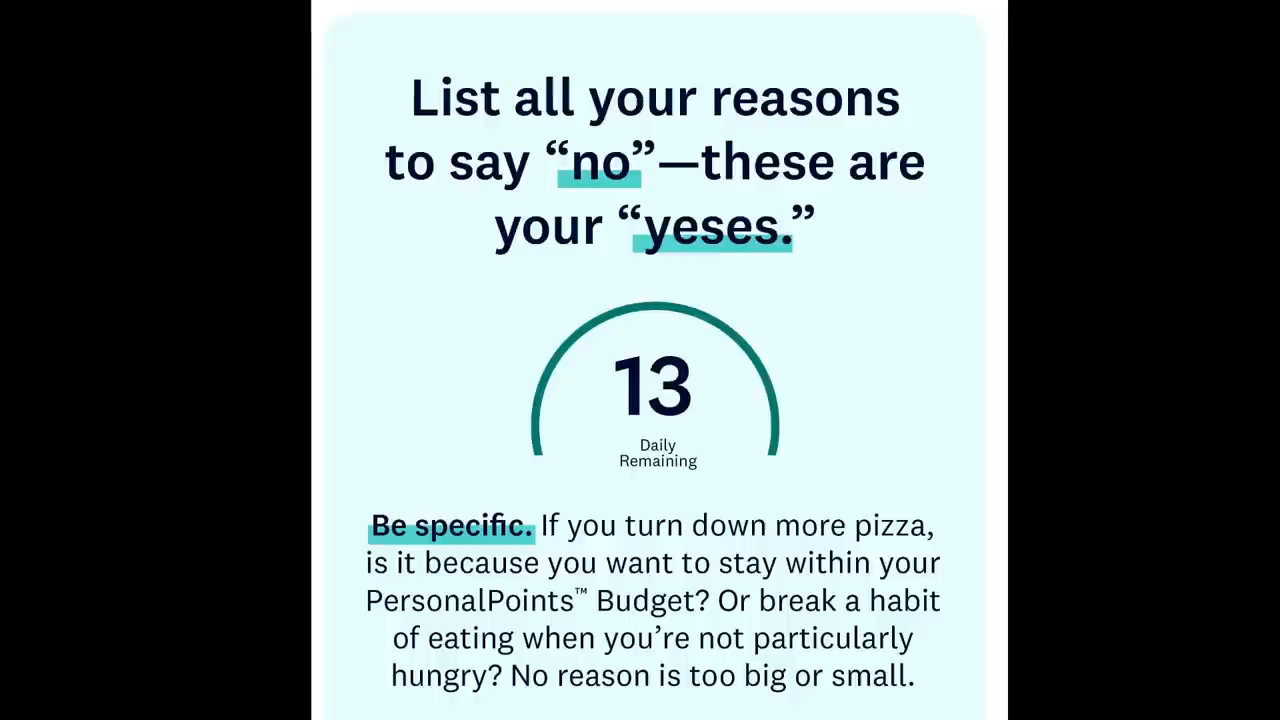 List all your reasons
to say “no”—these are
your “yeses.”
13
Daily
Remaining
Be specific. If you turn down more pizza,
is it because you want to stay within your
PersonalPoints™ Budget? Or break a habit
of eating when you’re not particularly
hungry? No reason is too big or small.